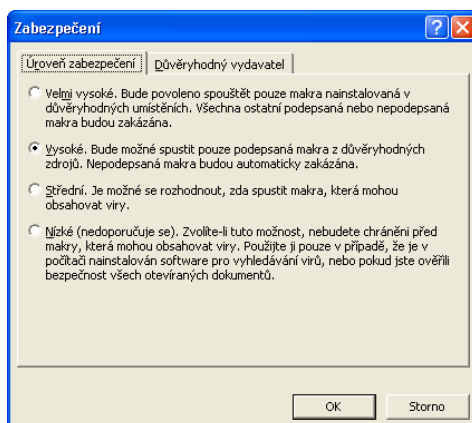 Zabezpečení
Úroveň zabezpečení
Důvěryhodný vydavatel
Velmi vysoké. Bude povoleno spouštět pouze makra nainstalovaná v
důvěryhodných umístěních. Všechna ostatní podepsaná nebo nepodepsaná
makra budou zakázána.
Vysoké. Bude možné spustit pouze podepsaná makra z důvěryhodných
zdrojů. Nepodepsaná makra budou automaticky zakázána.
Střední. Je možné se rozhodnout, zda spustit makra, která mohou
obsahovat viry.
Nízké (nedoporučuje se). Zvolíte-li tuto možnost, nebudete chráněni před
makry, která mohou obsahovat viry. Použijte ji pouze v případě, že je v
počítači nainstalován software pro vyhledávání virů, nebo pokud jste ověřili
bezpečnost všech otevíraných dokumentů.
OK
Storno